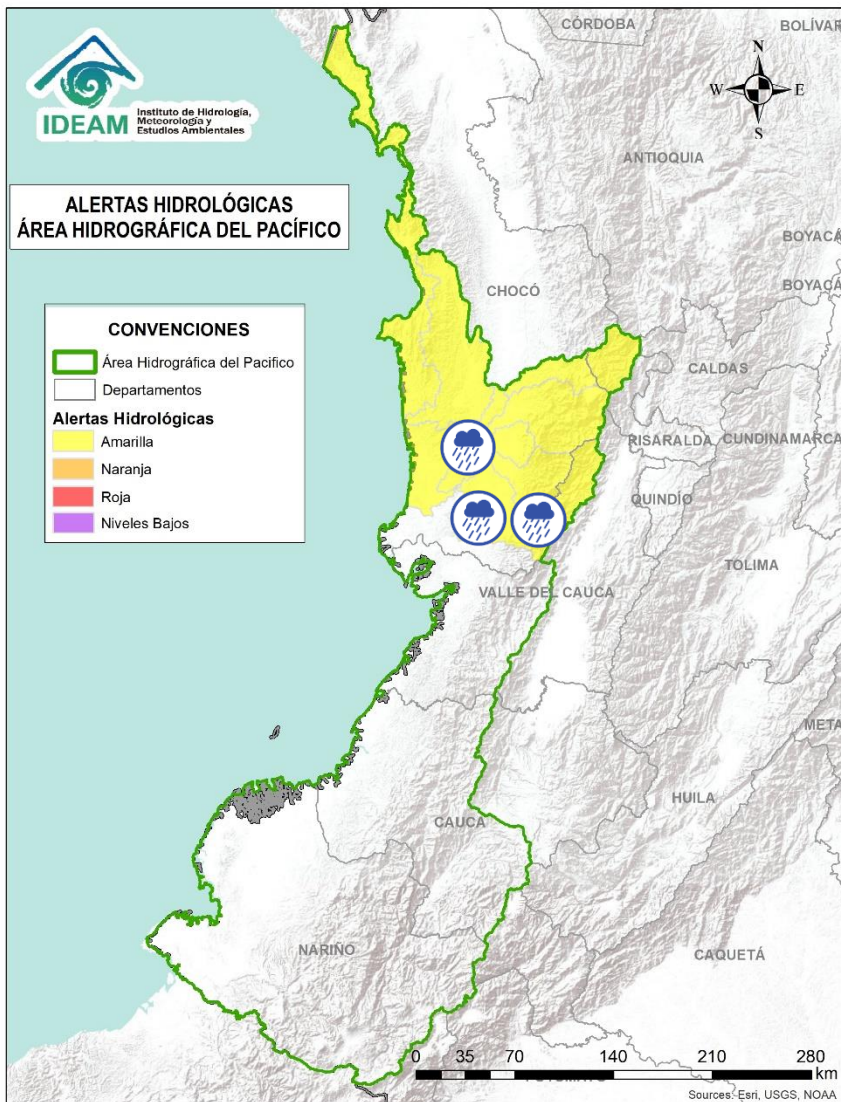 CÓRDOBA
BOLÍVAR
IDEAM
Instituto de Hidrología,
Meteorología y
Estudios Ambientales
N
W E
S
ANTIOQUIA
ALERTAS HIDROLÓGICAS
ÁREA HIDROGRÁFICA DEL PACÍFICO
BOYACÁ
BOYACÁ
CHOCÓ
CONVENCIONES
Área Hidrográfica del Pacifico
Departamentos
Alertas Hidrológicas
Amarilla
Naranja
Roja
Niveles Bajos
CALDAS
RISARALDA
CUNDINAMARCA
QUINDÍO
TOLIMA
VALLE DEL CAUCA
META
HUILA
CAUCA
NARIÑO
CAQUETÁ
0 35 70 140 210 280
km
Sources: Esri, USGS, NOAA